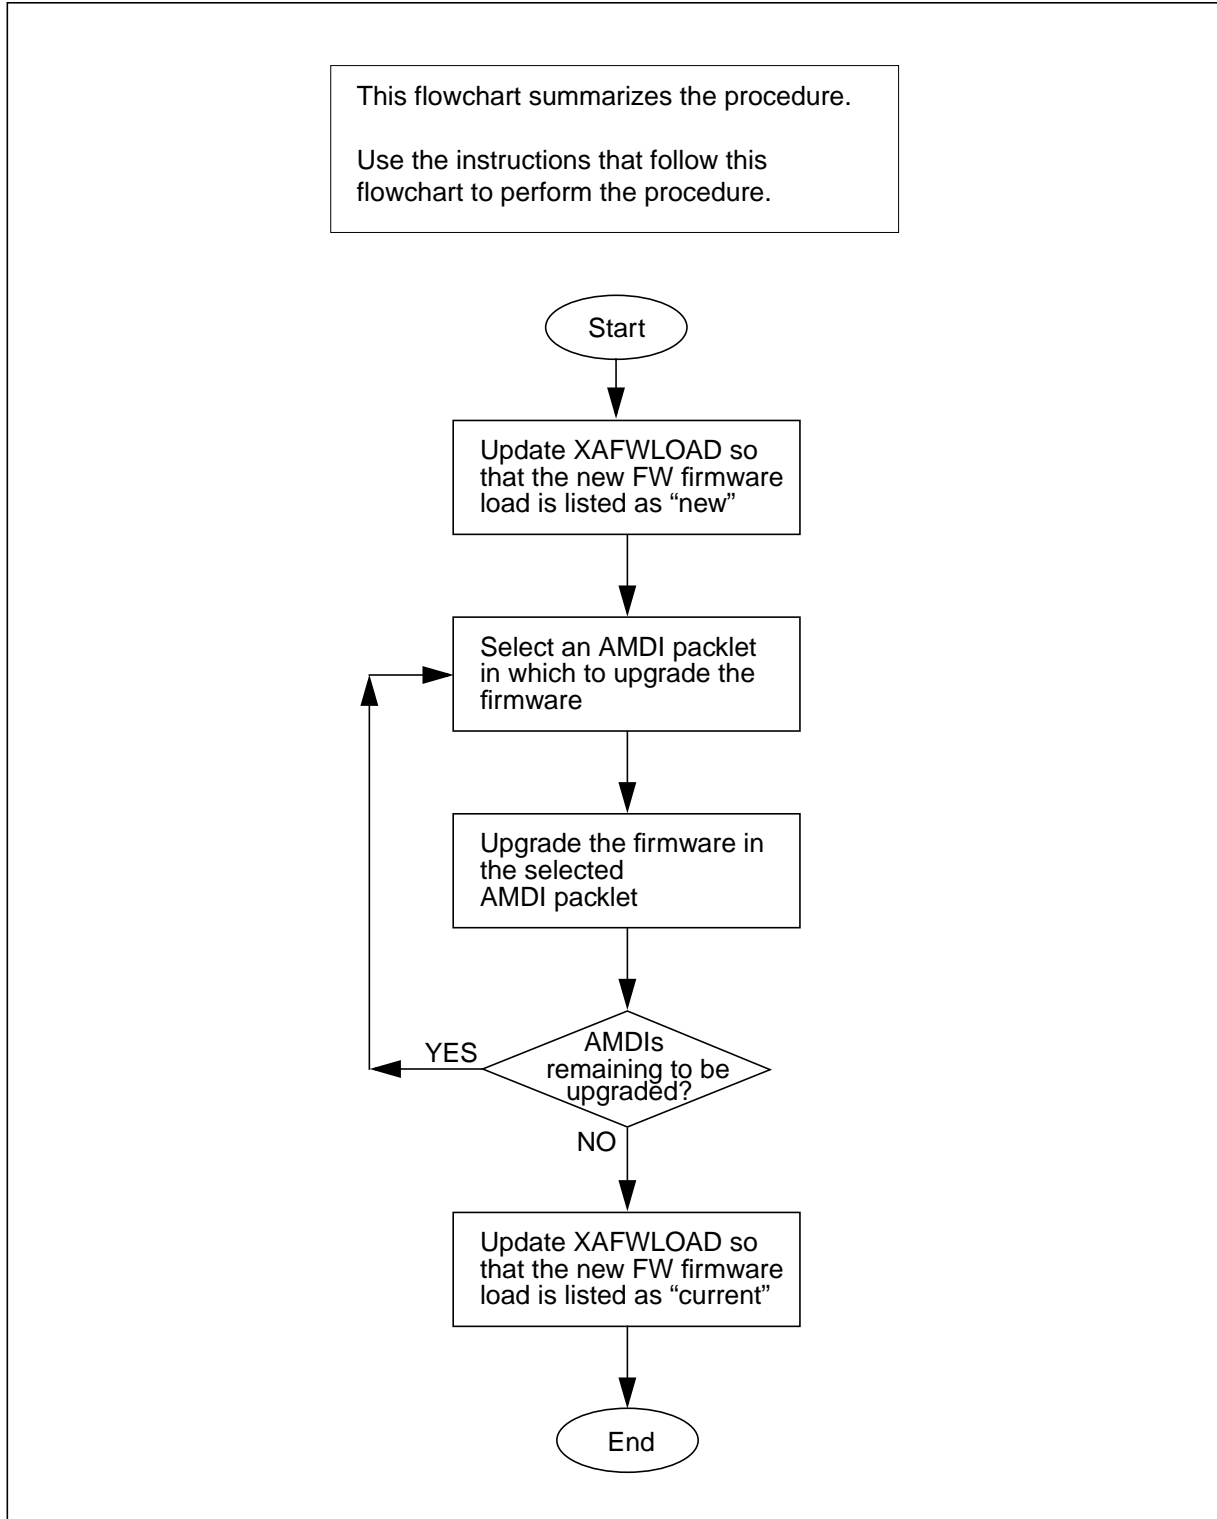 This flowchart summarizes the procedure.
Use the instructions that follow this
flowchart to perform the procedure.
Start
Update XAFWLOAD so
that the new FW firmware
load is listed as “new”
Select an AMDI packlet
in which to upgrade the
firmware
Upgrade the firmware in
the selected
AMDI packlet
AMDIs
remaining to be
upgraded?
YES
NO
Update XAFWLOAD so
that the new FW firmware
load is listed as “current”
End